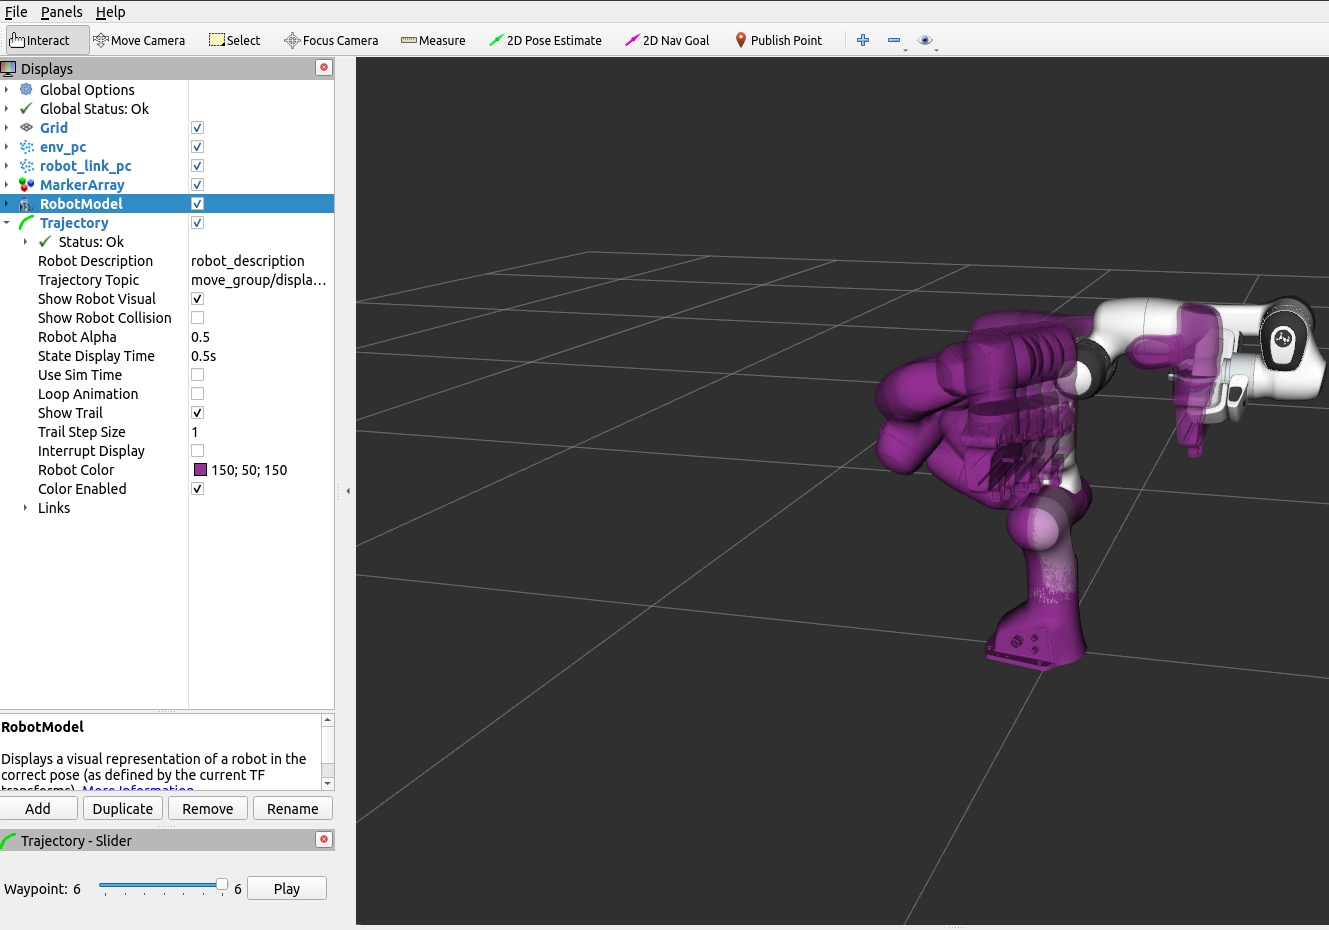 File Panels Help
Interact Move Camera Select Focus Camera Measure 2D Pose Estimate 2D Nav Goal Publish Point
Displays
Global Options
Global Status: Ok
Grid
env_pc
robot_link_pc
MarkerArray
RobotModel
Trajectory
Status: Ok
Robot Description robot_description
Trajectory Topic move_group/displa...
Show Robot Visual
Show Robot Collision
Robot Alpha 0.5
State Display Time 0.5s
Use Sim Time
Loop Animation
Show Trail
Trail Step Size 1
Interrupt Display
Robot Color 150; 50; 150
Color Enabled
Links
RobotModel
Displays a visual representation of a robot in the
correct pose (as defined by the current TF
transforms). More Information
Add Duplicate Remove Rename
Trajectory - Slider
Waypoint: 6 6 Play